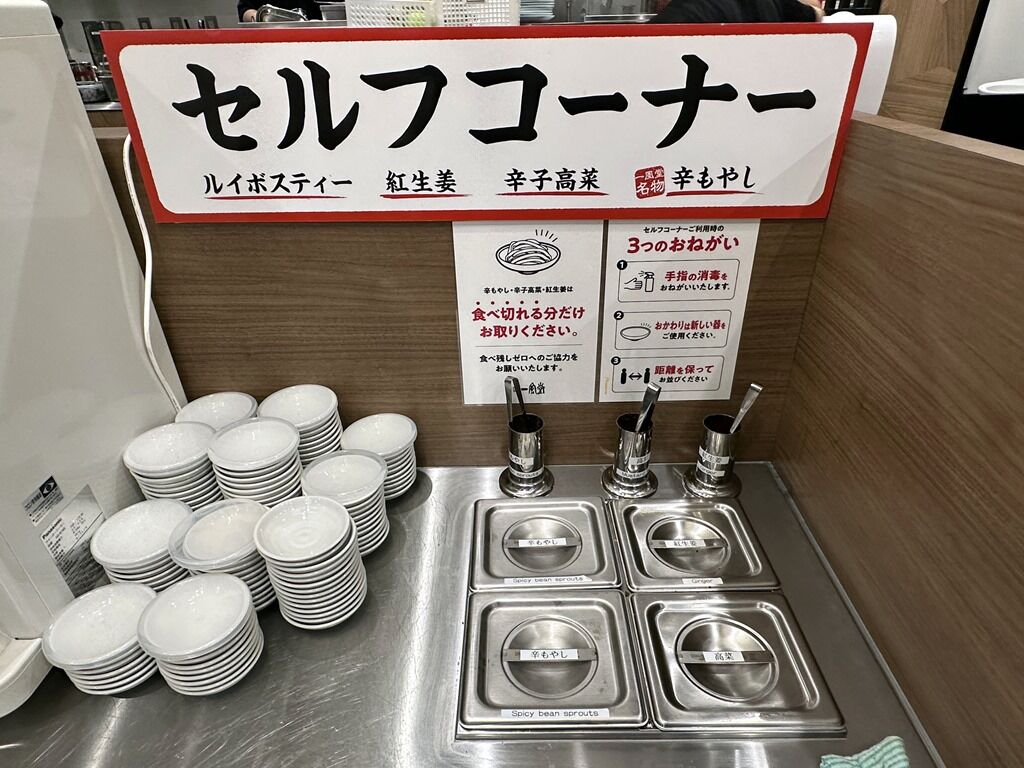 セルフコーナー
ルイボスティー 紅生姜 辛子高菜 一風堂名物 辛もやし
辛もやし・辛子高菜・紅生姜は
食べ切れる分だけ
お取りください。
食べ残しゼロへのご協力を
お願いいたします。
一風堂
セルフコーナーご利用時の
3つのおねがい
1 手指の消毒を
おねがいいたします。
2 おかわりは新しい器を
ご使用ください。
3 距離を保って
お並びください
辛もやし
Spicy bean sprouts
紅生姜
Ginger
辛もやし
Spicy bean sprouts
高菜
Panasonic